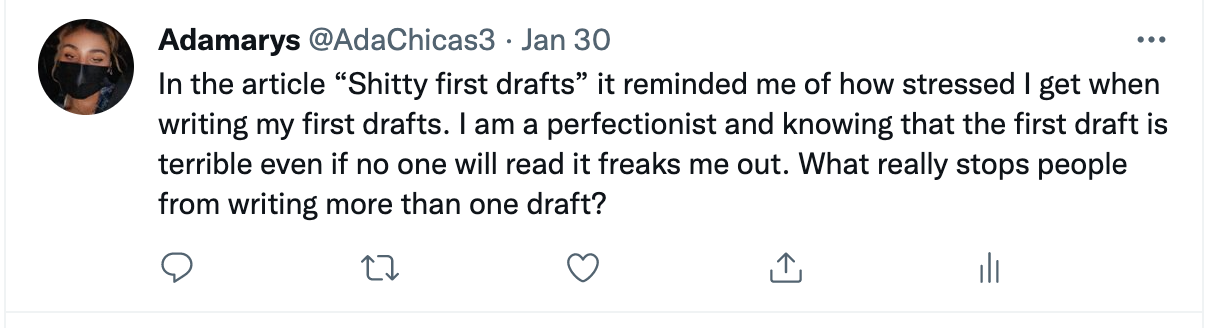 Adamarys @AdaChicas3 · Jan 30
In the article “Shitty first drafts” it reminded me of how stressed I get when
writing my first drafts. I am a perfectionist and knowing that the first draft is
terrible even if no one will read it freaks me out. What really stops people
from writing more than one draft?